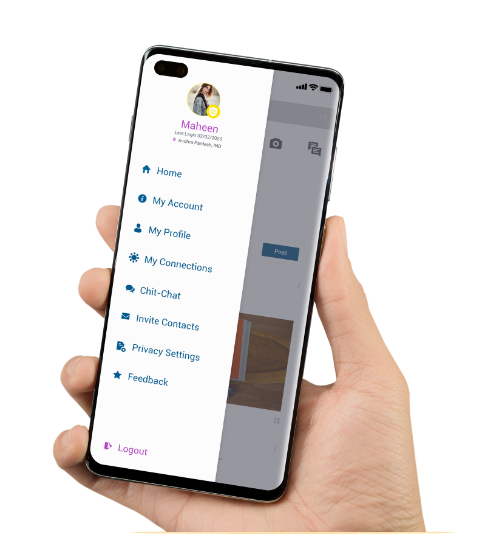 Maheen
Last Login 02/02/2023
Andhra Pradesh, IND
Home
My Account
My Profile
My Connections
Chit-Chat
Invite Contacts
Privacy Settings
Feedback
Logout
Post